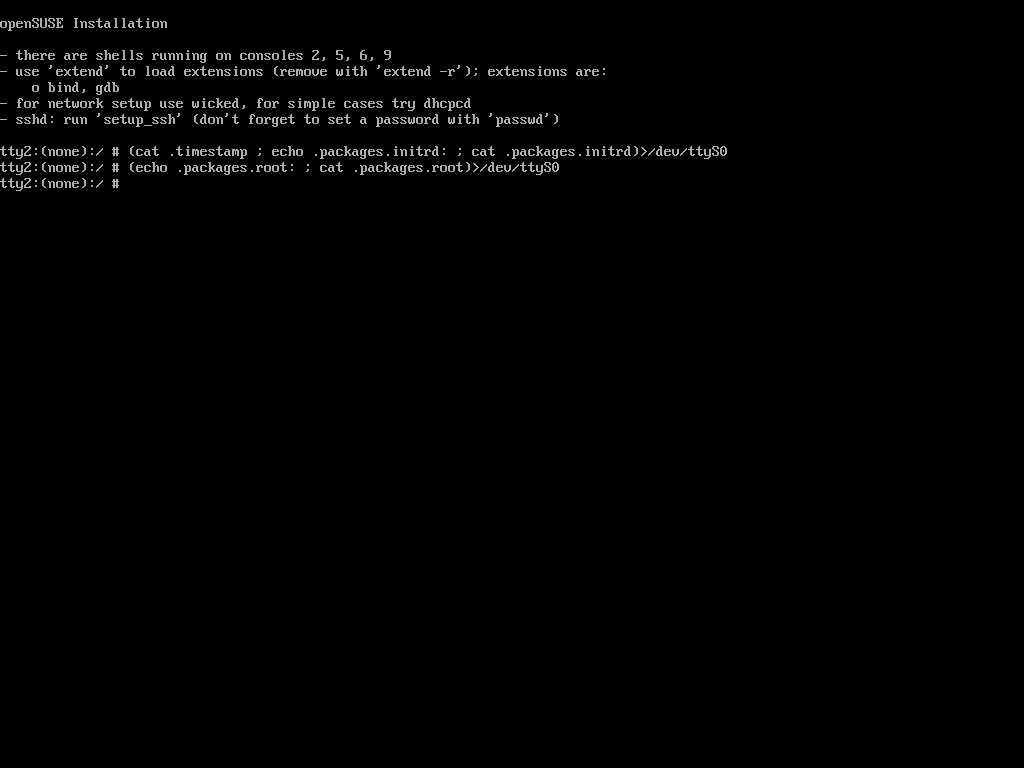 openSUSE Installation
- there are shells running on consoles 2, 5, 6, 9
- use 'extend' to load extensions (remove with 'extend -r'); extensions are:
o bind, gdb
- for network setup use wicked, for simple cases try dhcpcd
- sshd: run 'setup_ssh' (don't forget to set a password with 'passwd')
tty2:(none):/ # (cat .timestamp ; echo .packages.initrd: ; cat .packages.initrd)>/dev/ttyS0
tty2:(none):/ # (echo .packages.root: ; cat .packages.root)>/dev/ttyS0
tty2:(none):/ #